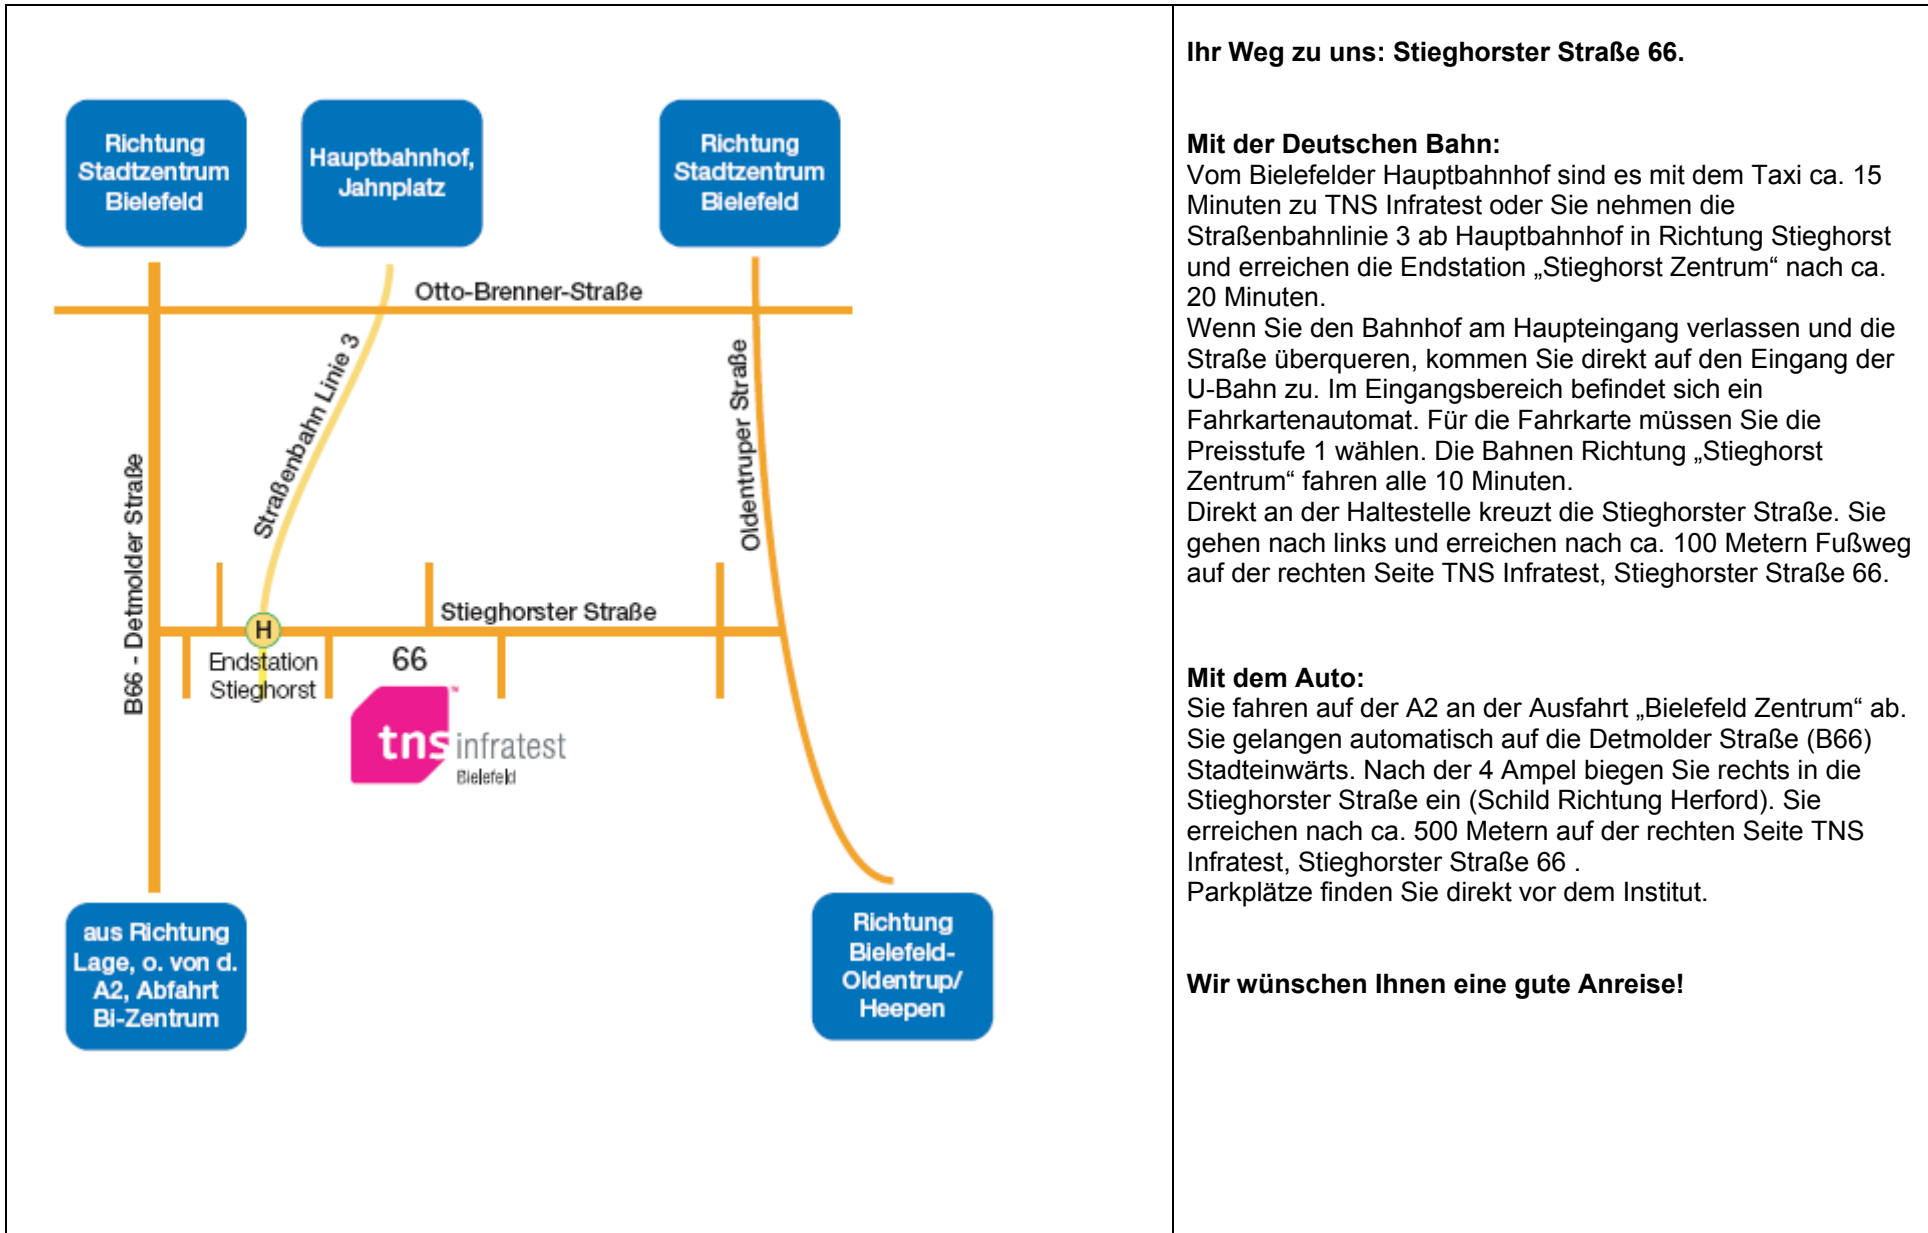 Richtung
Stadtzentrum
Bielefeld
Hauptbahnhof,
Jahnplatz
Richtung
Stadtzentrum
Bielefeld
Otto-Brenner-Straße
Straßenbahn Linie 3
Oldentruper Straße
B66 - Detmolder Straße
Stieghorster Straße
H
Endstation
Stieghorst
66
tns infratest
Bielefeld
aus Richtung
Lage, o. von d.
A2, Abfahrt
Bi-Zentrum
Richtung
Bielefeld-
Oldentrup/
Heepen
Ihr Weg zu uns: Stieghorster Straße 66.
Mit der Deutschen Bahn:
Vom Bielefelder Hauptbahnhof sind es mit dem Taxi ca. 15
Minuten zu TNS Infratest oder Sie nehmen die
Straßenbahnlinie 3 ab Hauptbahnhof in Richtung Stieghorst
und erreichen die Endstation „Stieghorst Zentrum“ nach ca.
20 Minuten.
Wenn Sie den Bahnhof am Haupteingang verlassen und die
Straße überqueren, kommen Sie direkt auf den Eingang der
U-Bahn zu. Im Eingangsbereich befindet sich ein
Fahrkartenautomat. Für die Fahrkarte müssen Sie die
Preisstufe 1 wählen. Die Bahnen Richtung „Stieghorst
Zentrum“ fahren alle 10 Minuten.
Direkt an der Haltestelle kreuzt die Stieghorster Straße. Sie
gehen nach links und erreichen nach ca. 100 Metern Fußweg
auf der rechten Seite TNS Infratest, Stieghorster Straße 66.
Mit dem Auto:
Sie fahren auf der A2 an der Ausfahrt „Bielefeld Zentrum“ ab.
Sie gelangen automatisch auf die Detmolder Straße (B66)
Stadteinwärts. Nach der 4 Ampel biegen Sie rechts in die
Stieghorster Straße ein (Schild Richtung Herford). Sie
erreichen nach ca. 500 Metern auf der rechten Seite TNS
Infratest, Stieghorster Straße 66 .
Parkplätze finden Sie direkt vor dem Institut.
Wir wünschen Ihnen eine gute Anreise!